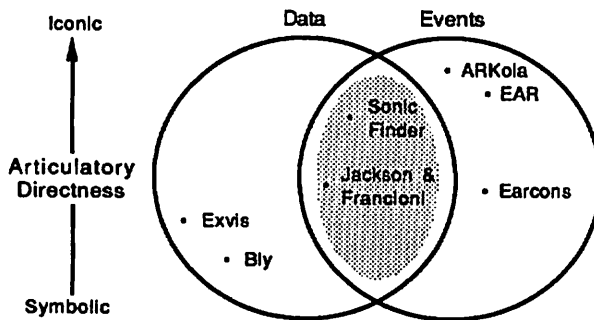 Iconic
Data
Events
ARKola
EAR
Sonic
Finder
Articulatory
Directness
Jackson &
Francioni
Earcons
Exvis
Bly
Symbolic